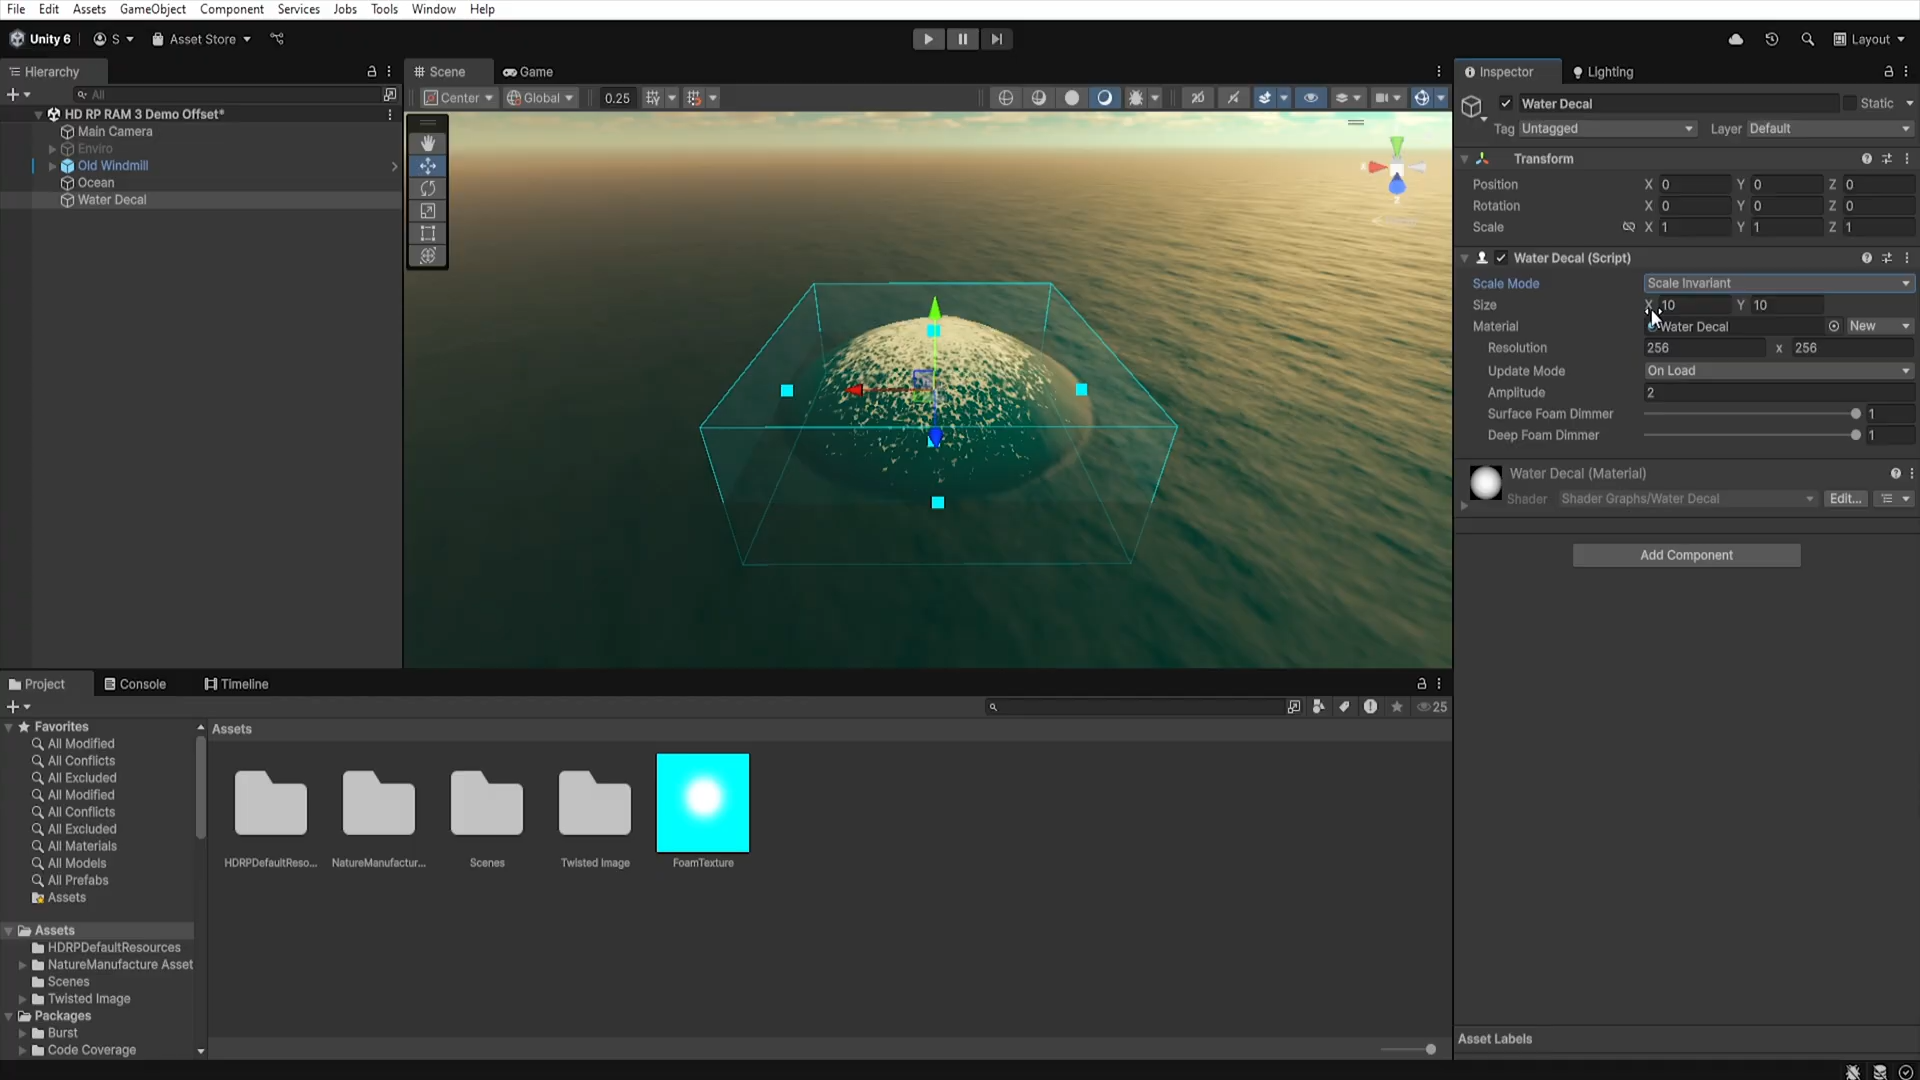 File Edit Assets GameObject Component Services Jobs Tools Window Help
Unity 6 S Asset Store Layout
Hierarchy
All
HD RP RAM 3 Demo Offset*
Main Camera
Enviro
Old Windmill
Ocean
Water Decal
Scene Game
Center Global 0.25 2D
Inspector Lighting
Water Decal Static
Tag Untagged Layer Default
Transform
Position X 0 Y 0 Z 0
Rotation X 0 Y 0 Z 0
Scale X 1 Y 1 Z 1
Water Decal (Script)
Scale Mode Scale Invariant
Size X 10 Y 10
Material Water Decal New
Resolution 256 x 256
Update Mode On Load
Amplitude 2
Surface Foam Dimmer 1
Deep Foam Dimmer 1
Water Decal (Material)
Shader Shader Graphs/Water Decal Edit...
Add Component
Asset Labels
Project Console Timeline
25
Favorites
All Modified
All Conflicts
All Excluded
All Modified
All Conflicts
All Excluded
All Materials
All Models
All Prefabs
Assets
Assets
HDRPDefaultResources
NatureManufacture Asset
Scenes
Twisted Image
Packages
Burst
Code Coverage
Assets
HDRPDefaultReso...
NatureManufactur...
Scenes
Twisted Image
FoamTexture